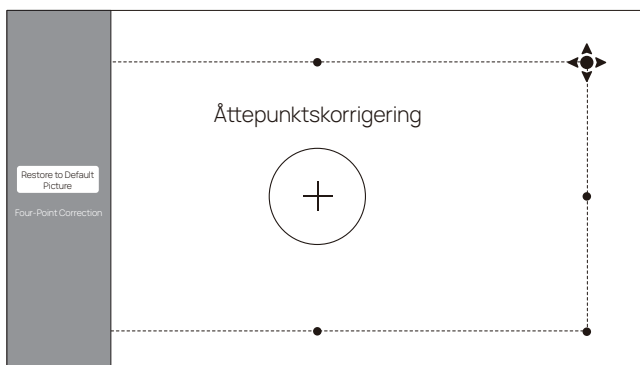 Åttepunktskorrigering
Restore to Default
Picture
Four-Point Correction